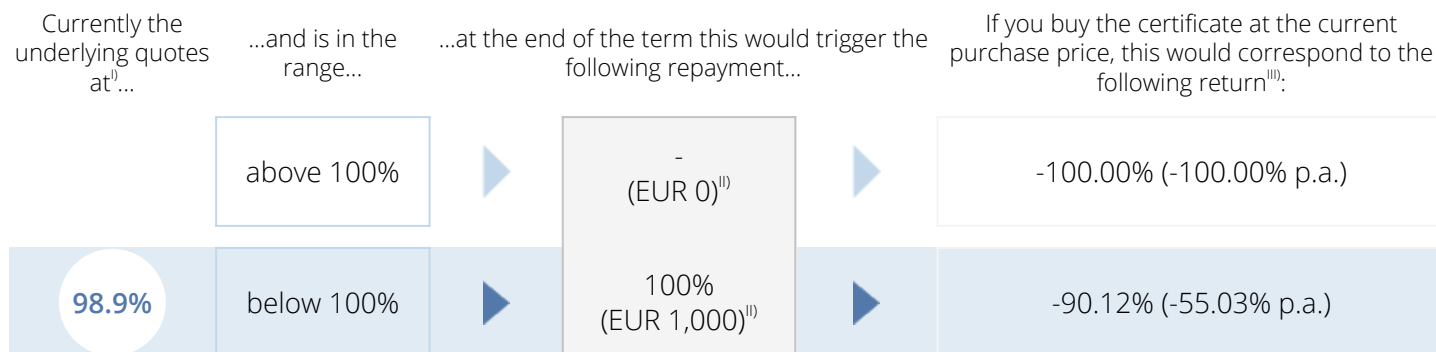 Currently the
underlying quotes
at^I)...
...and is in the
range...
...at the end of the term this would trigger the
following repayment...
If you buy the certificate at the current
purchase price, this would correspond to the
following return^III):
above 100%
-
(EUR 0)^II)
-100.00% (-100.00% p.a.)
98.9%
below 100%
100%
(EUR 1,000)^II)
-90.12% (-55.03% p.a.)